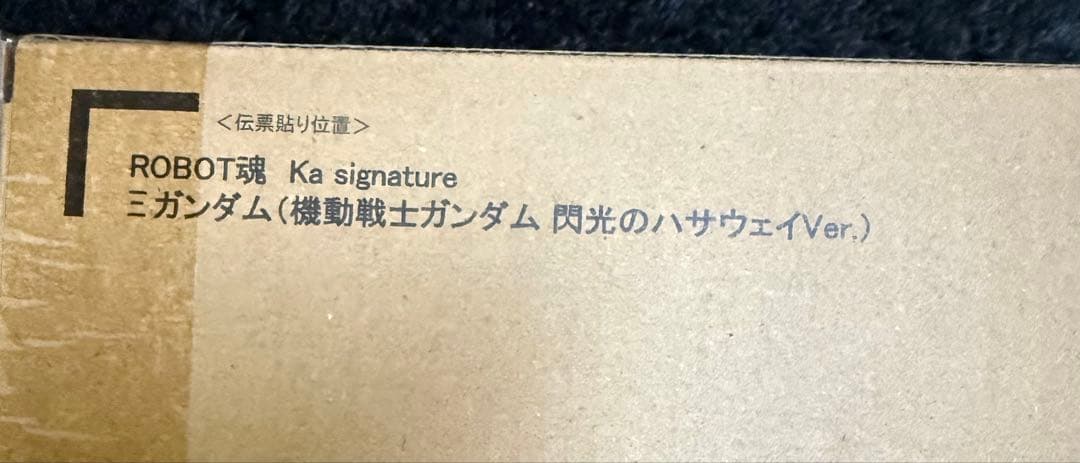 ＜伝票貼り位置＞
ROBOT魂 Ka signature
Ξガンダム(機動戦士ガンダム 閃光のハサウェイVer.)